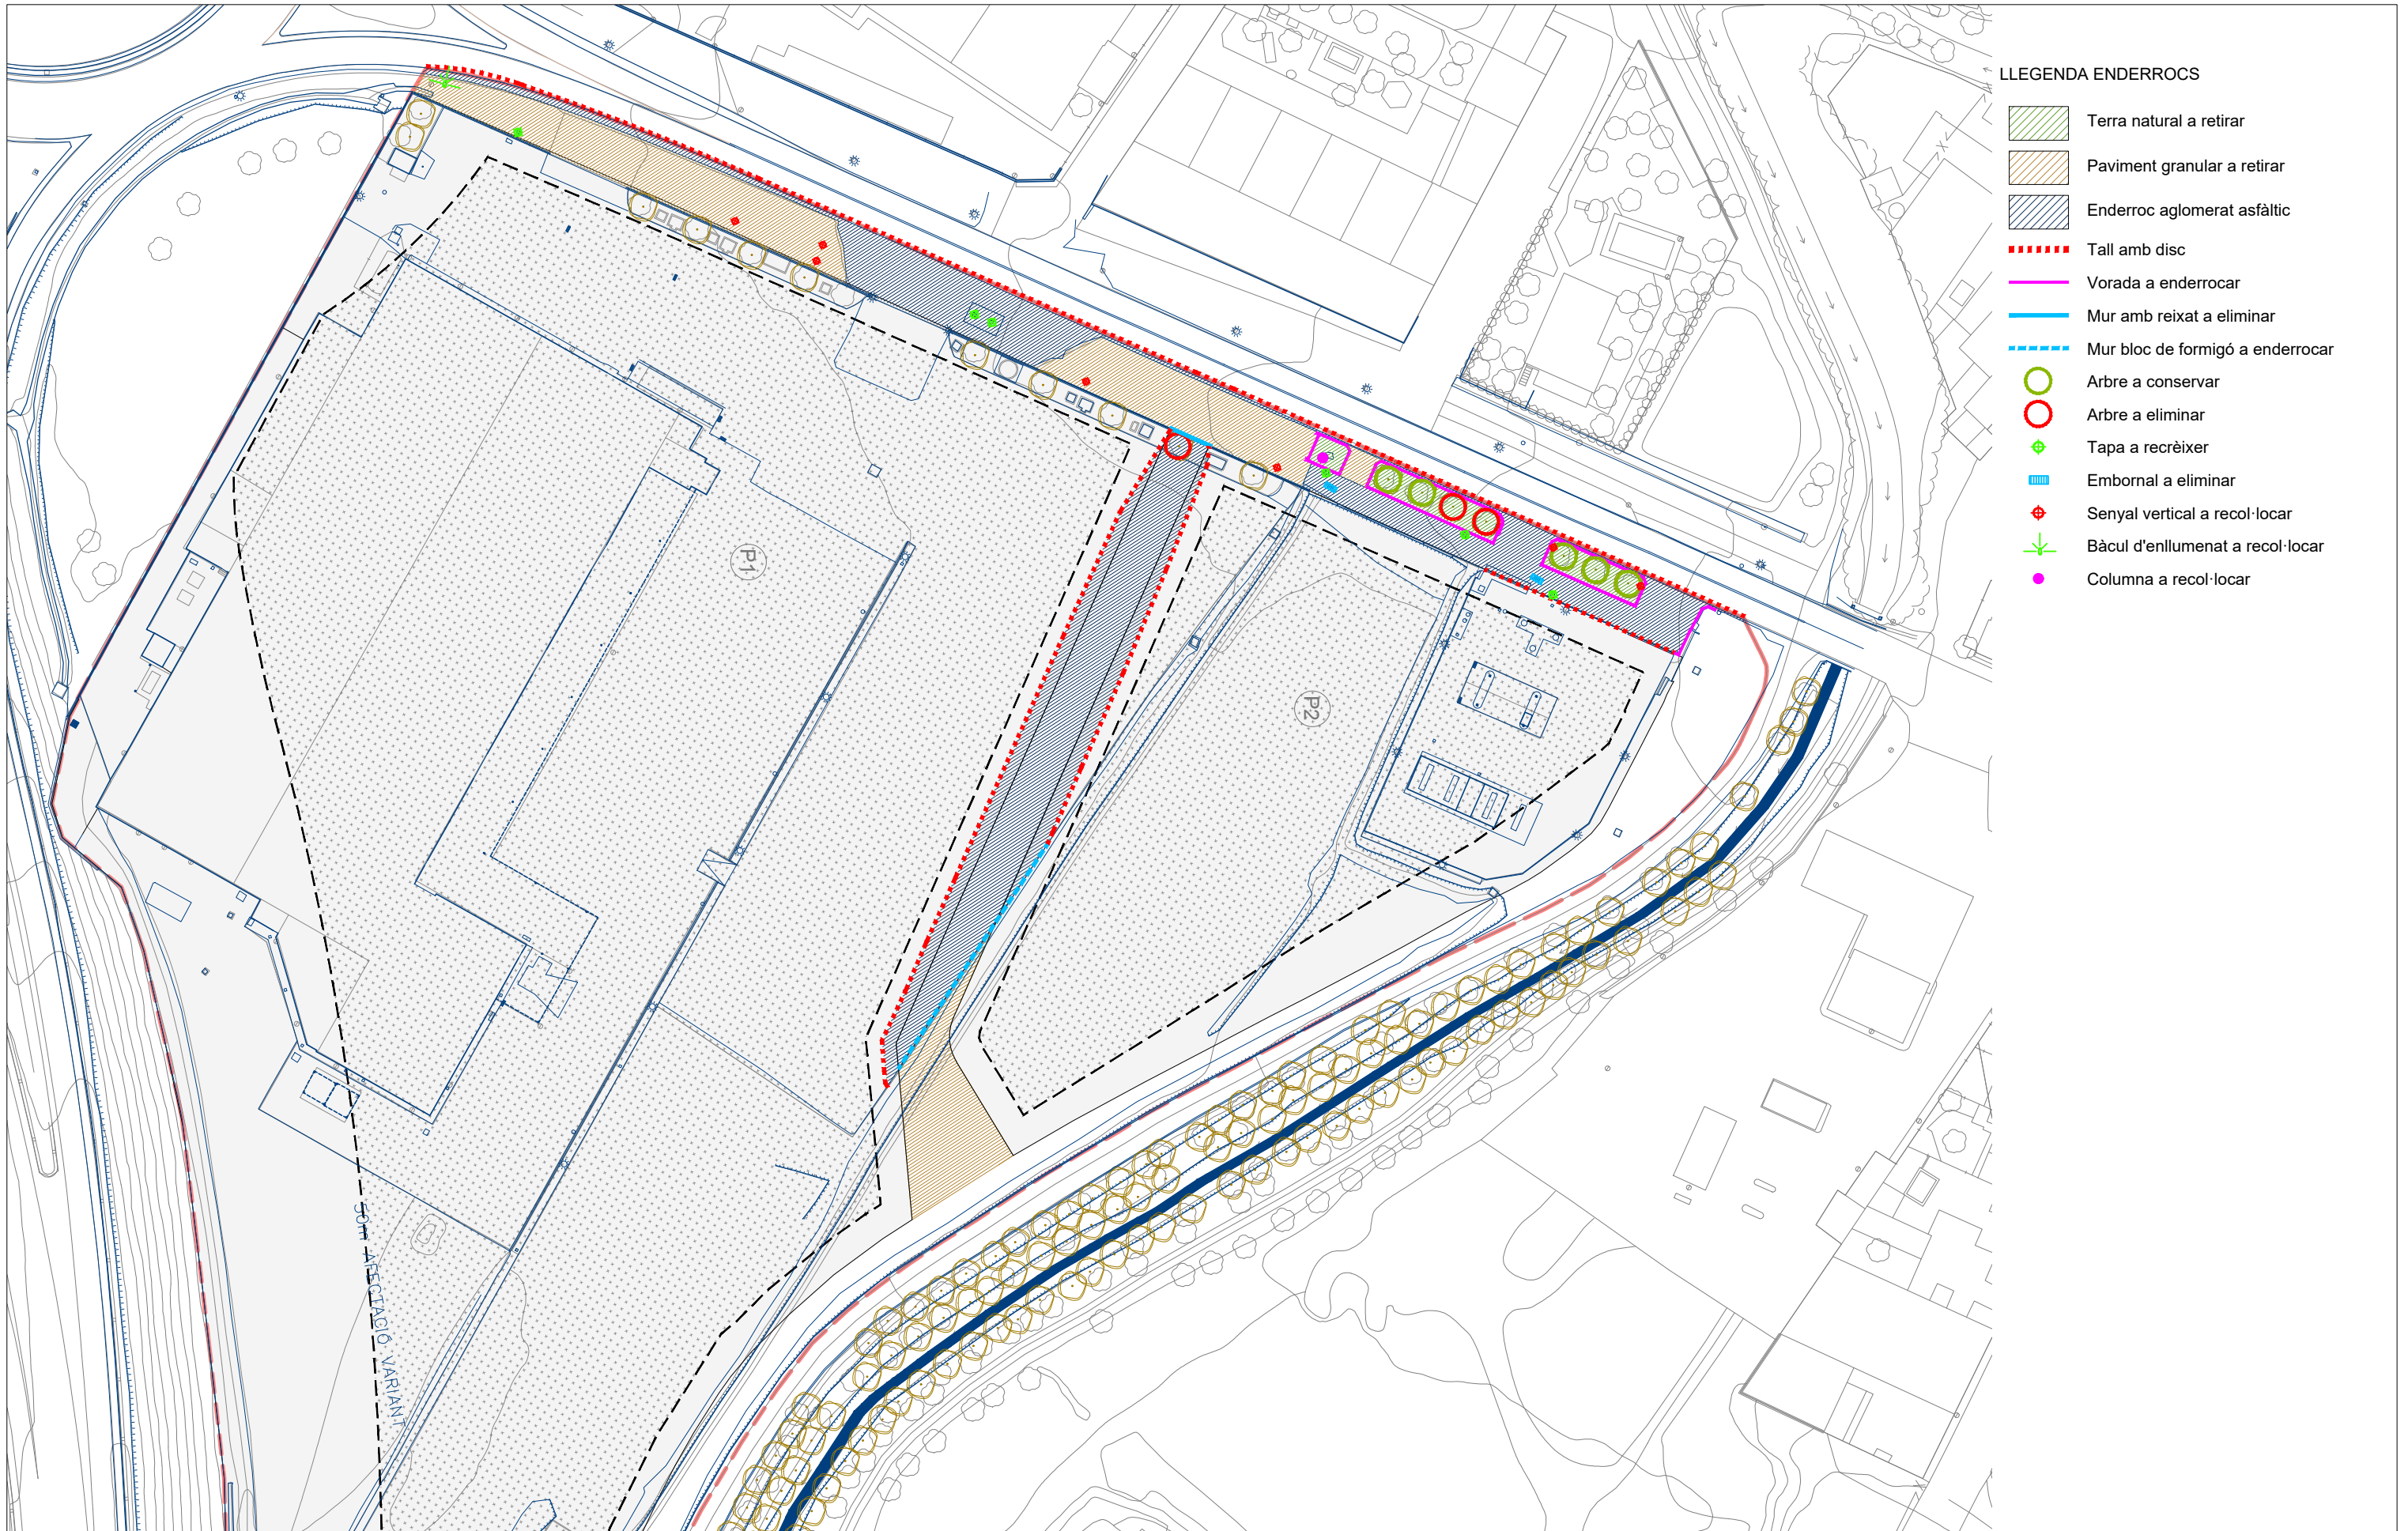 LLEGENDA ENDERROCS
Terra natural a retirar
Paviment granular a retirar
Enderroc aglomerat asfàltic
Tall amb disc
Vorada a enderrocar
Mur amb reixat a eliminar
Mur bloc de formigó a enderrocar
Arbre a conservar
Arbre a eliminar
Tapa a recrèixer
Embornal a eliminar
Senyal vertical a recol·locar
Bàcul d'enllumenat a recol·locar
Columna a recol·locar
P1
P2
50m AFECTACIÓ VARIANT